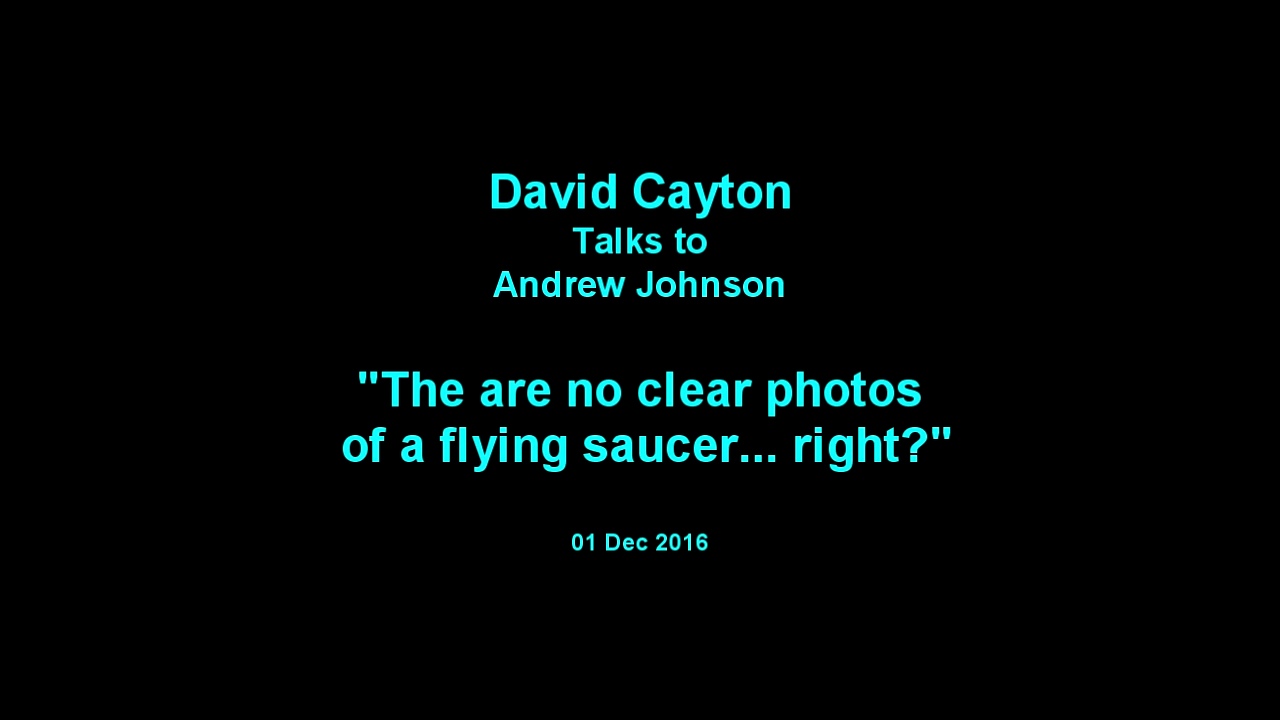 David Cayton
Talks to
Andrew Johnson
"The are no clear photos
of a flying saucer... right?"
01 Dec 2016